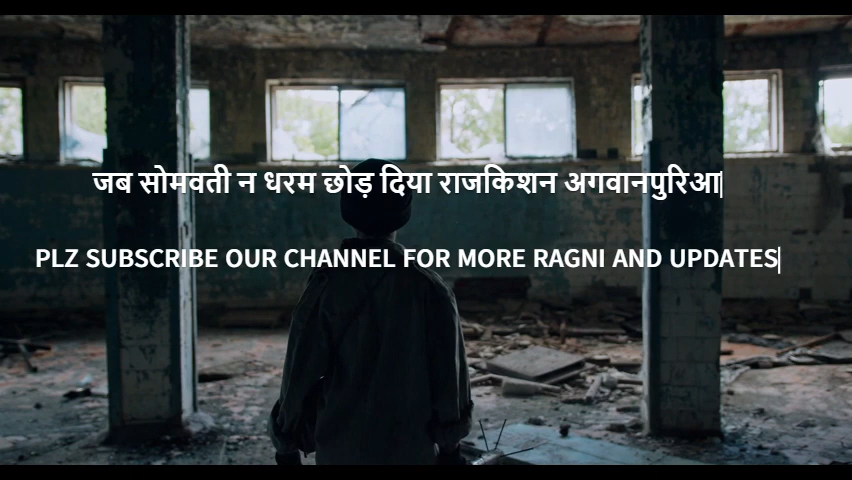 जब सोमवती न धरम छोड़ दिया राजकिशन अगवानपुरिआ
PLZ SUBSCRIBE OUR CHANNEL FOR MORE RAGNI AND UPDATES